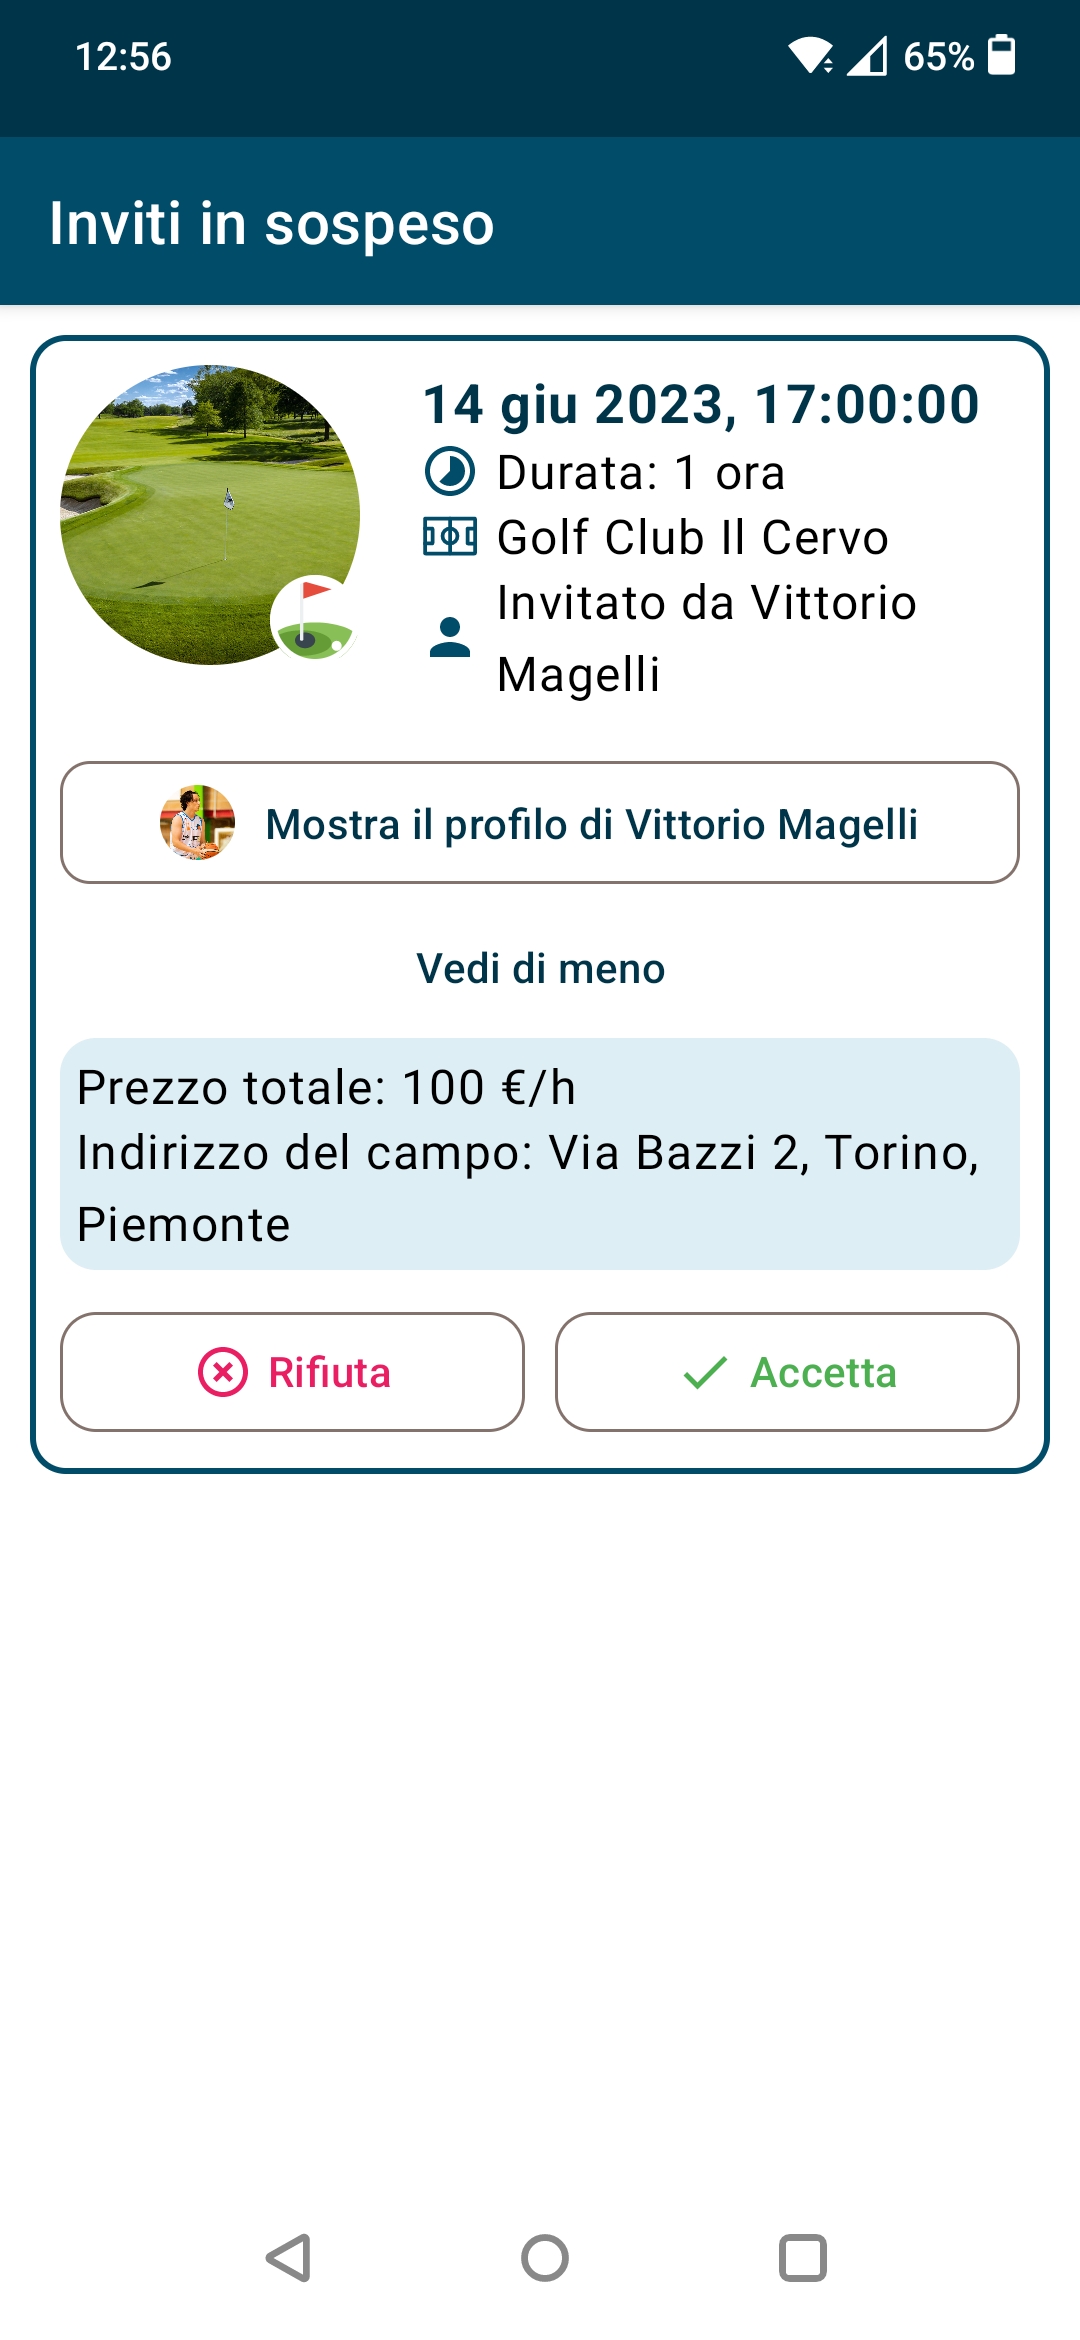 12:56
65%
Inviti in sospeso
14 giu 2023, 17:00:00
Durata: 1 ora
Golf Club Il Cervo
Invitato da Vittorio
Magelli
Mostra il profilo di Vittorio Magelli
Vedi di meno
Prezzo totale: 100 €/h
Indirizzo del campo: Via Bazzi 2, Torino,
Piemonte
Rifiuta
Accetta